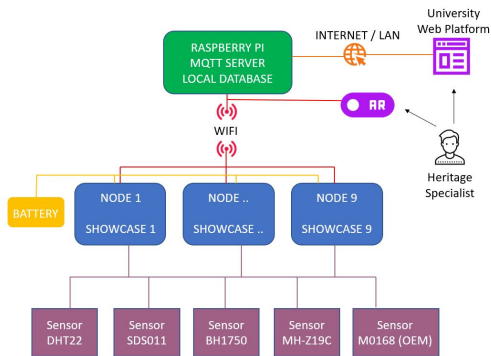 University
Web Platform
INTERNET / LAN
RASPBERRY PI
MQTT SERVER
LOCAL DATABASE
AR
WIFI
Heritage
Specialist
BATTERY
NODE 1
SHOWCASE 1
NODE ..
SHOWCASE ..
NODE 9
SHOWCASE 9
Sensor
DHT22
Sensor
SDS011
Sensor
BH1750
Sensor
MH-Z19C
Sensor
M0168 (OEM)